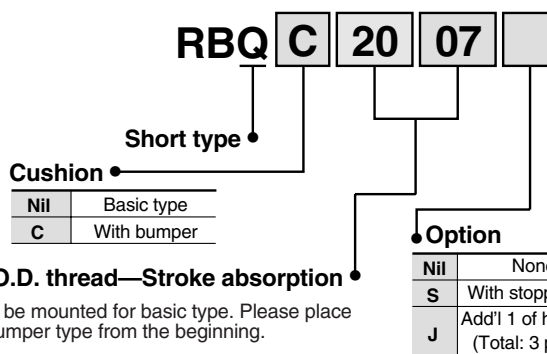 RBQ C 20 07
Short type
Cushion
Nil Basic type
C With bumper
O.D. thread—Stroke absorption
be mounted for basic type. Please place
umper type from the beginning.
Option
Nil Non
S With stopp
J Add'l 1 of h
(Total: 3 p